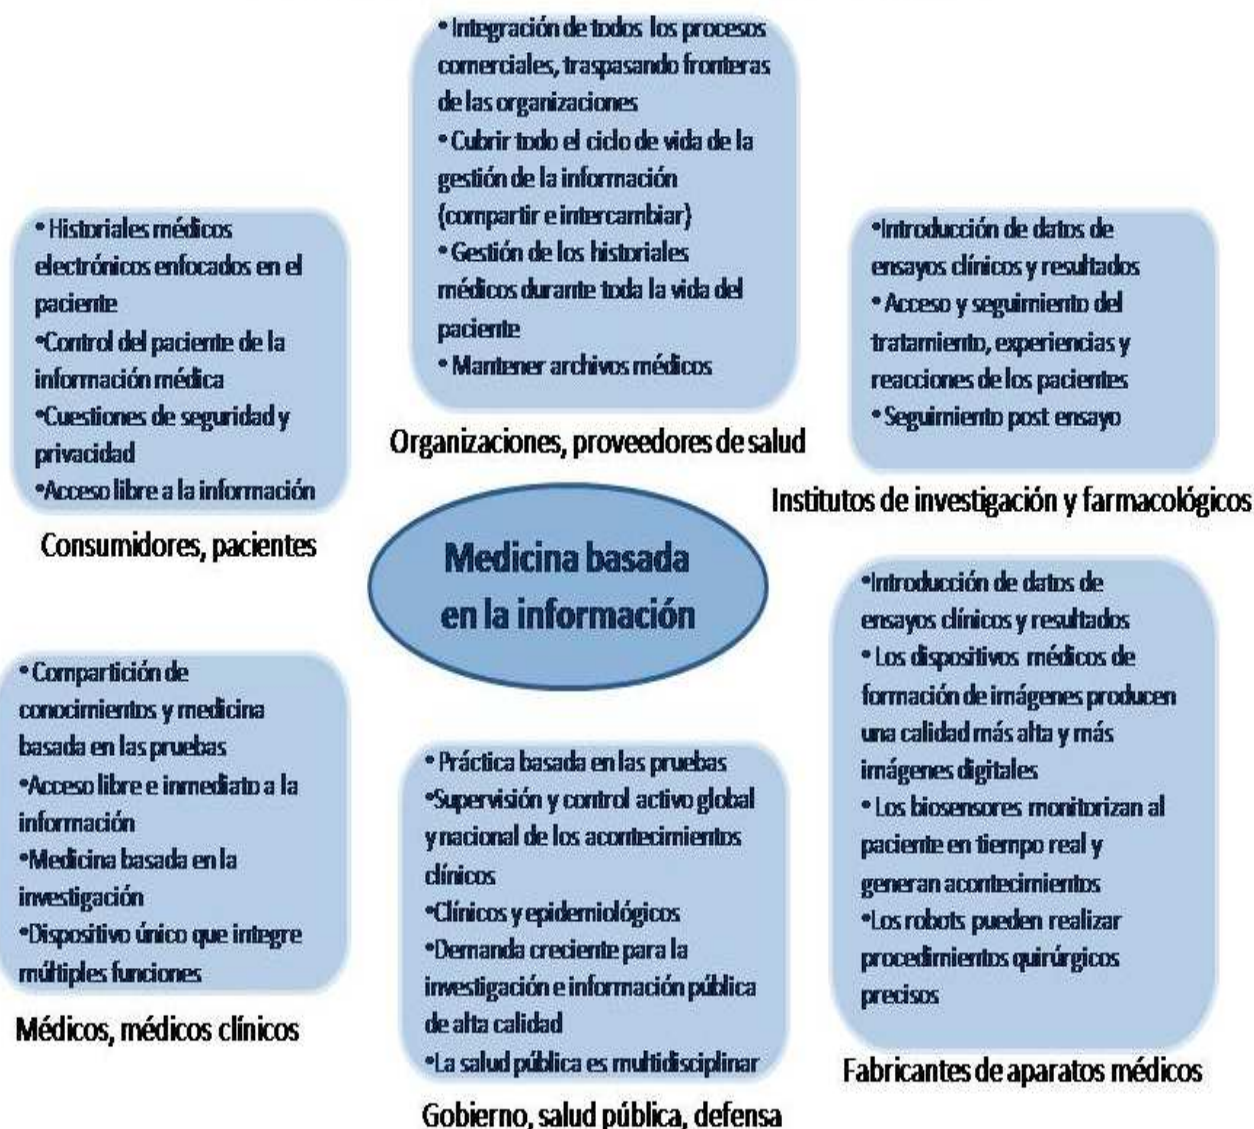 • Integración de todos los procesos
comerciales, traspasando fronteras
de las organizaciones
• Cubrir todo el ciclo de vida de la
gestión de la información
(compartir e intercambiar)
• Gestión de los historiales
médicos durante toda la vida del
paciente
• Mantener archivos médicos
Organizaciones, proveedores de salud
• Historiales médicos
electrónicos enfocados en el
paciente
•Control del paciente de la
información médica
•Cuestiones de seguridad y
privacidad
•Acceso libre a la información
Consumidores, pacientes
•Introducción de datos de
ensayos clínicos y resultados
• Acceso y seguimiento del
tratamiento, experiencias y
reacciones de los pacientes
• Seguimiento post ensayo
Institutos de investigación y farmacológicos
Medicina basada
en la información
• Compartición de
conocimientos y medicina
basada en las pruebas
•Acceso libre e inmediato a la
información
•Medicina basada en la
investigación
•Dispositivo único que integre
múltiples funciones
Médicos, médicos clínicos
• Práctica basada en las pruebas
•Supervisión y control activo global
y nacional de los acontecimientos
clínicos
•Clínicos y epidemiológicos
•Demanda creciente para la
investigación e información pública
de alta calidad
•La salud pública es multidisciplinar
Gobierno, salud pública, defensa
•Introducción de datos de
ensayos clínicos y resultados
• Los dispositivos médicos de
formación de imágenes producen
una calidad más alta y más
imágenes digitales
• Los biosensores monitorizan al
paciente en tiempo real y
generan acontecimientos
•Los robots pueden realizar
procedimientos quirúrgicos
precisos
Fabricantes de aparatos médicos